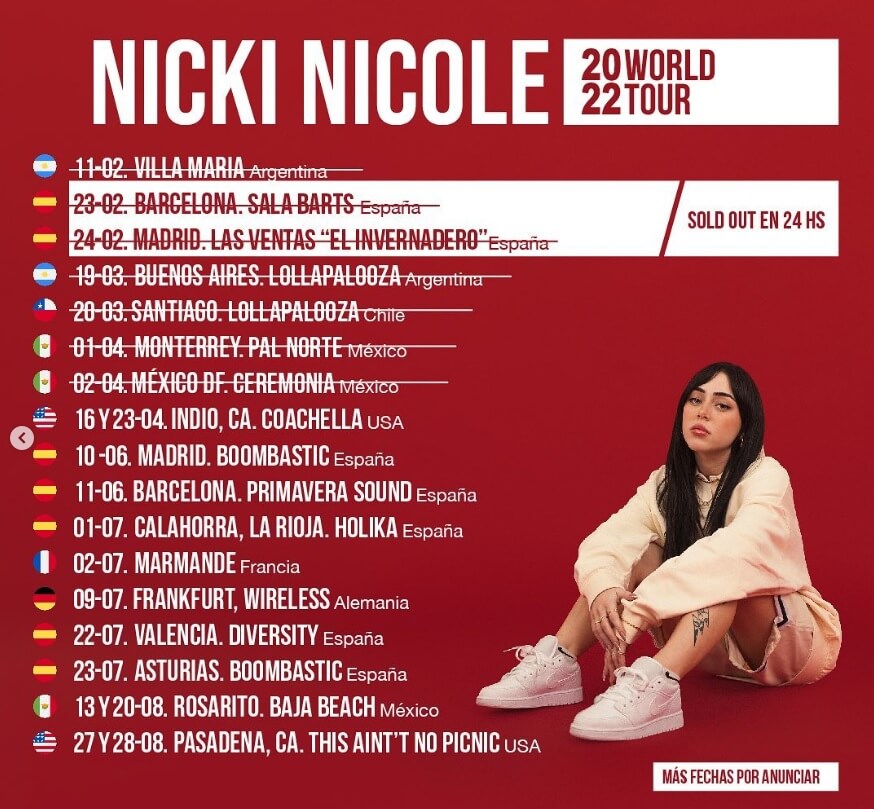 NICKI NICOLE
2022 WORLD TOUR
11-02. VILLA MARIA Argentina
23-02. BARCELONA. SALA BARTS España
24-02. MADRID. LAS VENTAS “EL INVERNADERO” España
SOLD OUT EN 24 HS
19-03. BUENOS AIRES. LOLLAPALOOZA Argentina
20-03. SANTIAGO. LOLLAPALOOZA Chile
01-04. MONTERREY. PAL NORTE México
02-04. MÉXICO DF. CEREMONIA México
16 Y 23-04. INDIO, CA. COACHELLA USA
10-06. MADRID. BOOMBASTIC España
11-06. BARCELONA. PRIMAVERA SOUND España
01-07. CALAHORRA, LA RIOJA. HOLIKA España
02-07. MARMANDE Francia
09-07. FRANKFURT, WIRELESS Alemania
22-07. VALENCIA. DIVERSITY España
23-07. ASTURIAS. BOOMBASTIC España
13 Y 20-08. ROSARITO. BAJA BEACH México
27 Y 28-08. PASADENA, CA. THIS AIN'T NO PICNIC USA
MÁS FECHAS POR ANUNCIAR